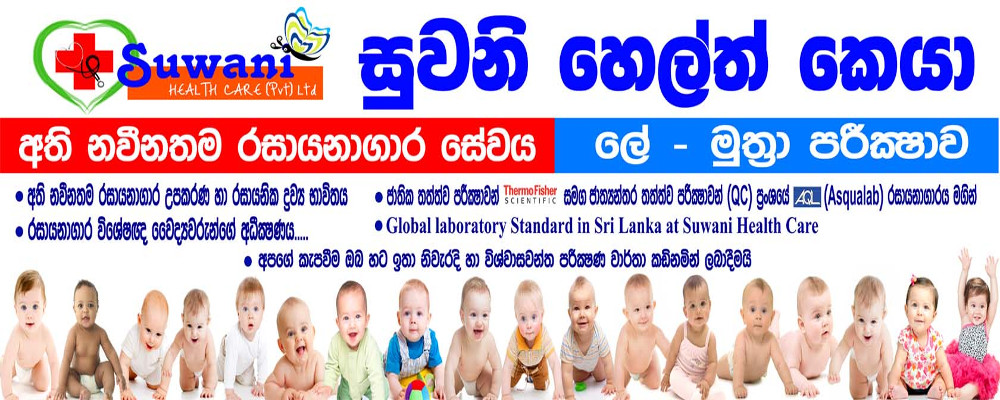 Suwani
HEALTH CARE (Pvt) Ltd
සුවනි හෙල්ත් කෙයා
අති නවීනතම රසායනාගාර සේවය
ලේ - මුත්‍රා පරීක්‍ෂාව
• අති නවීනතම රසායනාගාර උපකරණ හා රසායනික ද්‍රව්‍ය භාවිතය
• රසායනාගාර විශේෂඥ වෛද්‍යවරුන්ගේ අධීක්‍ෂණය.....
• ජාතික තත්ත්ව පරීක්‍ෂාවන් ThermoFisher SCIENTIFIC සමග ජාත්‍යන්තර තත්ත්ව පරීක්‍ෂාවන් (QC) ප්‍රංශයේ AQL (Asqualab) රසායනාගාරය මගින්
• Global laboratory Standard in Sri Lanka at Suwani Health Care
• අපගේ කැපවීම ඔබ හට ඉතා නිවැරදි හා විශ්වාසවන්ත පරීක්‍ෂණ වාර්තා කඩිනමින් ලබාදීමයි